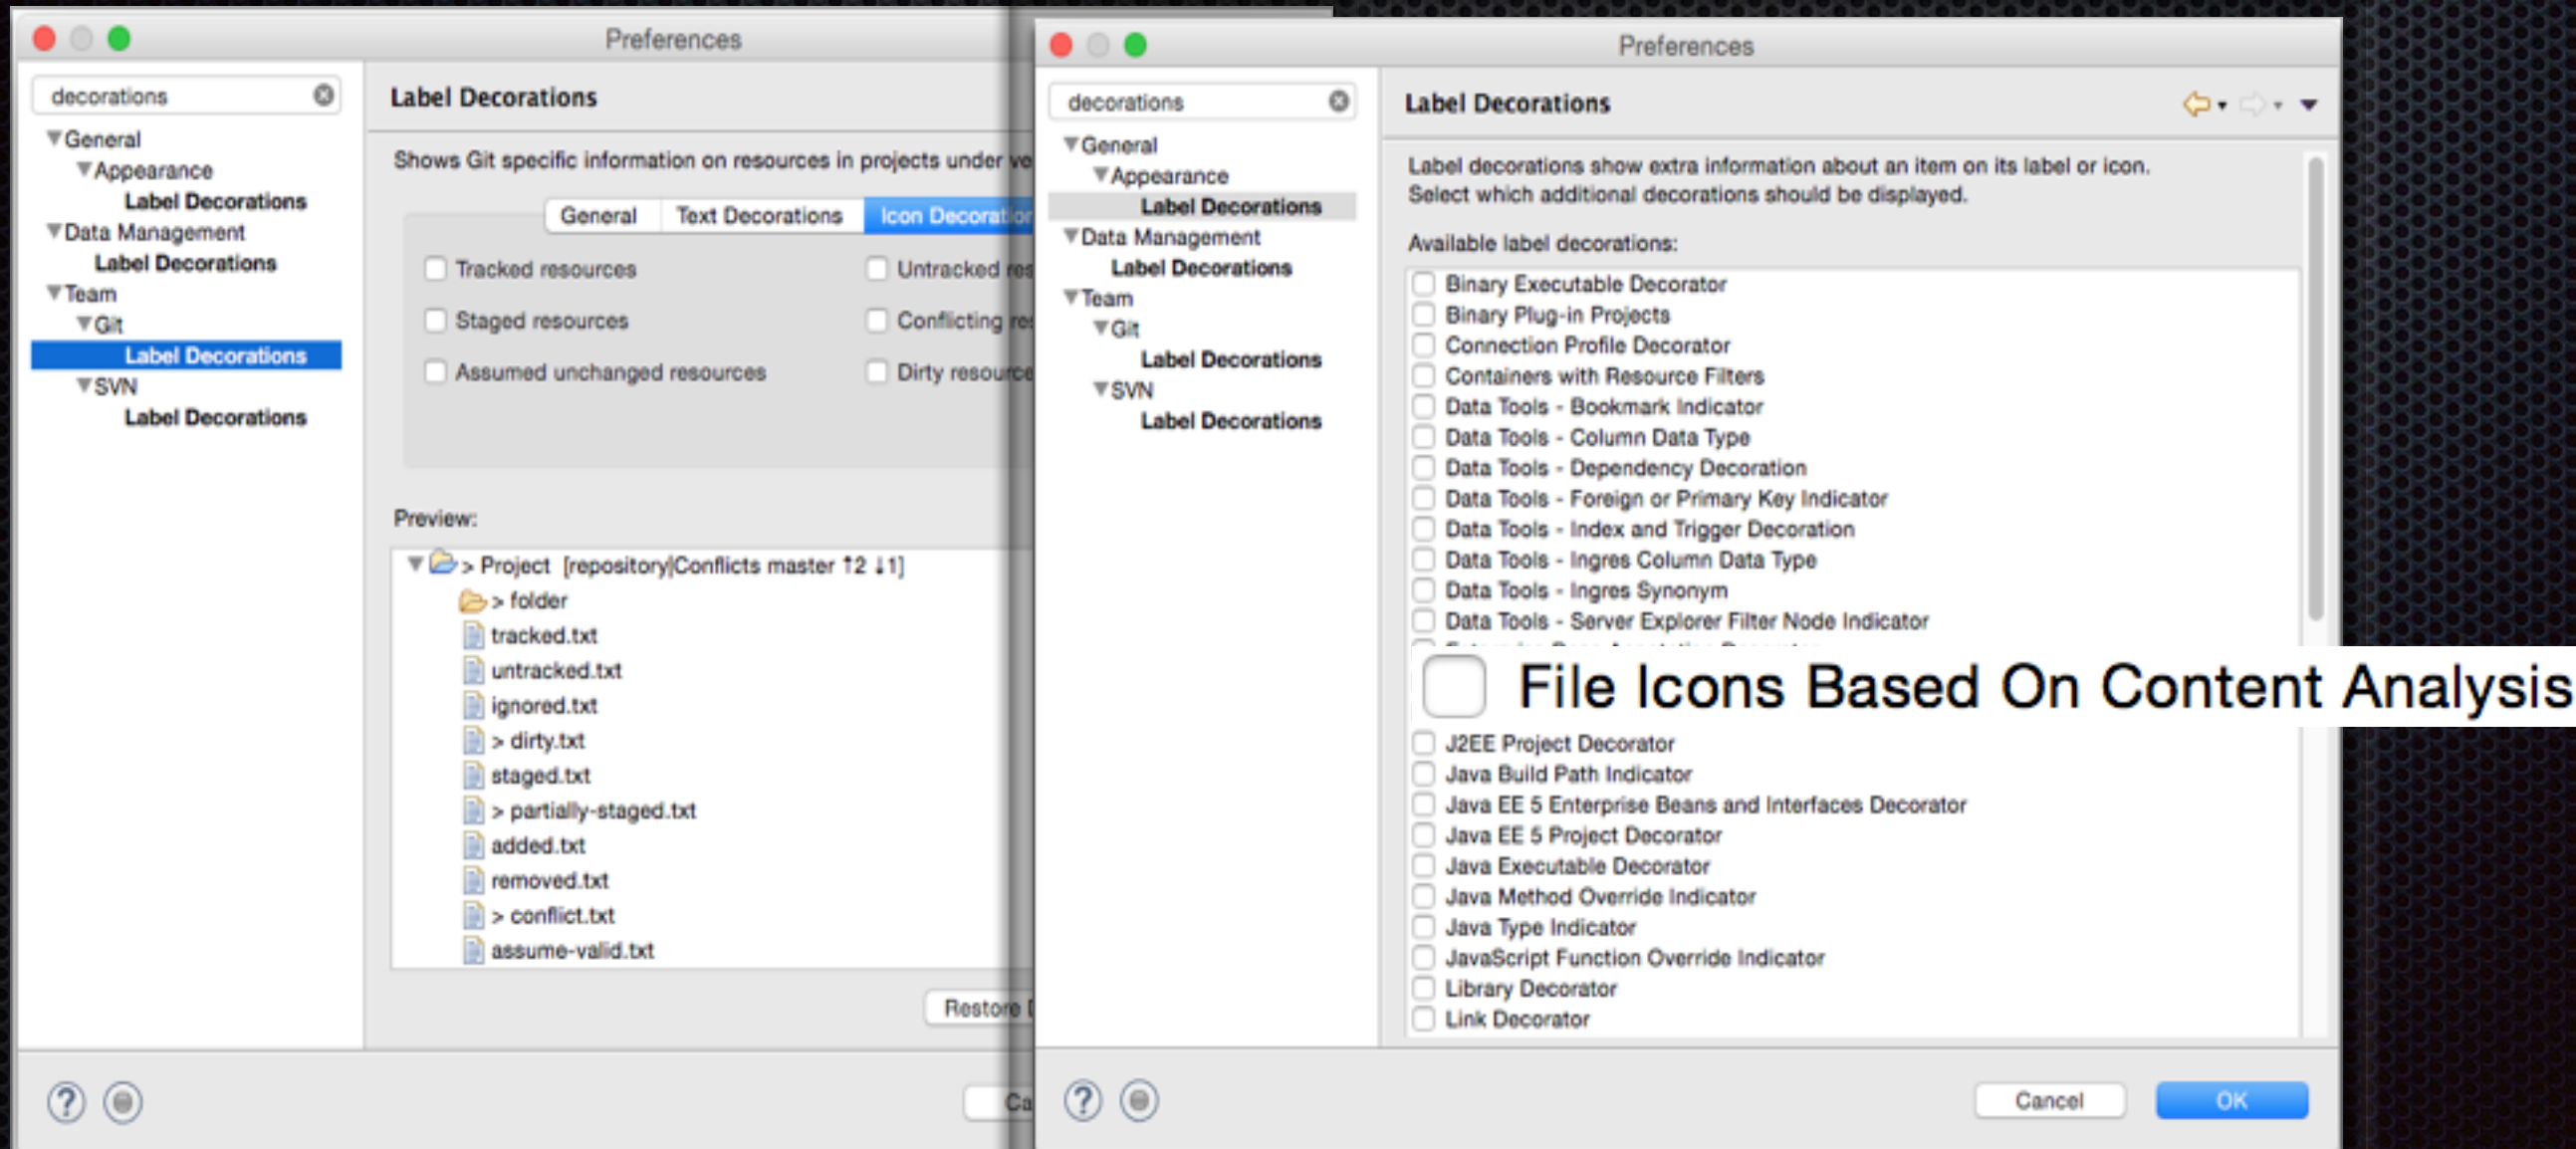 Preferences
decorations
General
Appearance
Label Decorations
Data Management
Label Decorations
Team
Git
Label Decorations
SVN
Label Decorations
Label Decorations
Shows Git specific information on resources in projects under
General
Text Decorations
Icon
Tracked resources
Untracked
Staged resources
Conflicting
Assumed unchanged resources
Dirty
Preview:
> Project [repository|Conflicts master ↑2 ↓1]
> folder
tracked.txt
untracked.txt
ignored.txt
> dirty.txt
staged.txt
> partially-staged.txt
added.txt
removed.txt
> conflict.txt
assume-valid.txt
Restore
Preferences
decorations
General
Appearance
Label Decorations
Data Management
Label Decorations
Team
Git
Label Decorations
SVN
Label Decorations
Label Decorations
Label decorations show extra information about an item on its label or icon.
Select which additional decorations should be displayed.
Available label decorations:
Binary Executable Decorator
Binary Plug-in Projects
Connection Profile Decorator
Containers with Resource Filters
Data Tools - Bookmark Indicator
Data Tools - Column Data Type
Data Tools - Dependency Decoration
Data Tools - Foreign or Primary Key Indicator
Data Tools - Index and Trigger Decoration
Data Tools - Ingres Column Data Type
Data Tools - Ingres Synonym
Data Tools - Server Explorer Filter Node Indicator
File Icons Based On Content Analysis
J2EE Project Decorator
Java Build Path Indicator
Java EE 5 Enterprise Beans and Interfaces Decorator
Java EE 5 Project Decorator
Java Executable Decorator
Java Method Override Indicator
Java Type Indicator
JavaScript Function Override Indicator
Library Decorator
Link Decorator
Cancel
OK